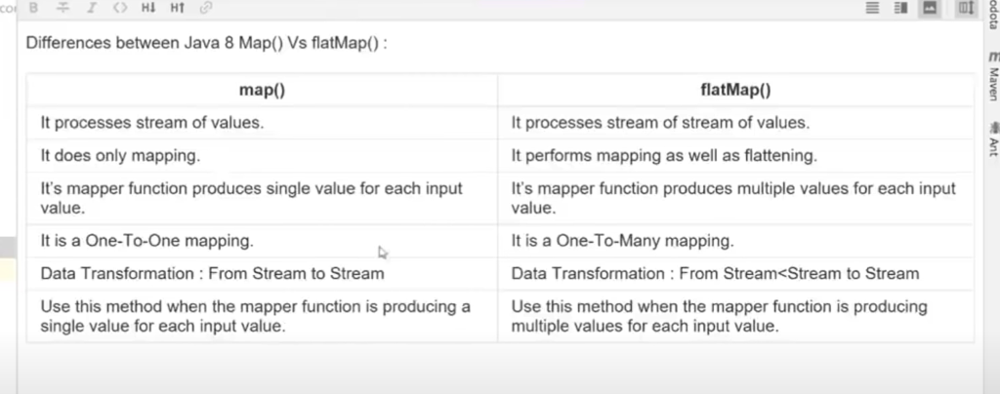 B I <> H↓ H↑
Differences between Java 8 Map() Vs flatMap() :
map()
flatMap()
It processes stream of values.
It processes stream of stream of values.
It does only mapping.
It performs mapping as well as flattening.
It's mapper function produces single value for each input
value.
It's mapper function produces multiple values for each input
value.
It is a One-To-One mapping.
It is a One-To-Many mapping.
Data Transformation : From Stream to Stream
Data Transformation : From Stream<Stream to Stream
Use this method when the mapper function is producing a
single value for each input value.
Use this method when the mapper function is producing
multiple values for each input value.
m Maven
Ant